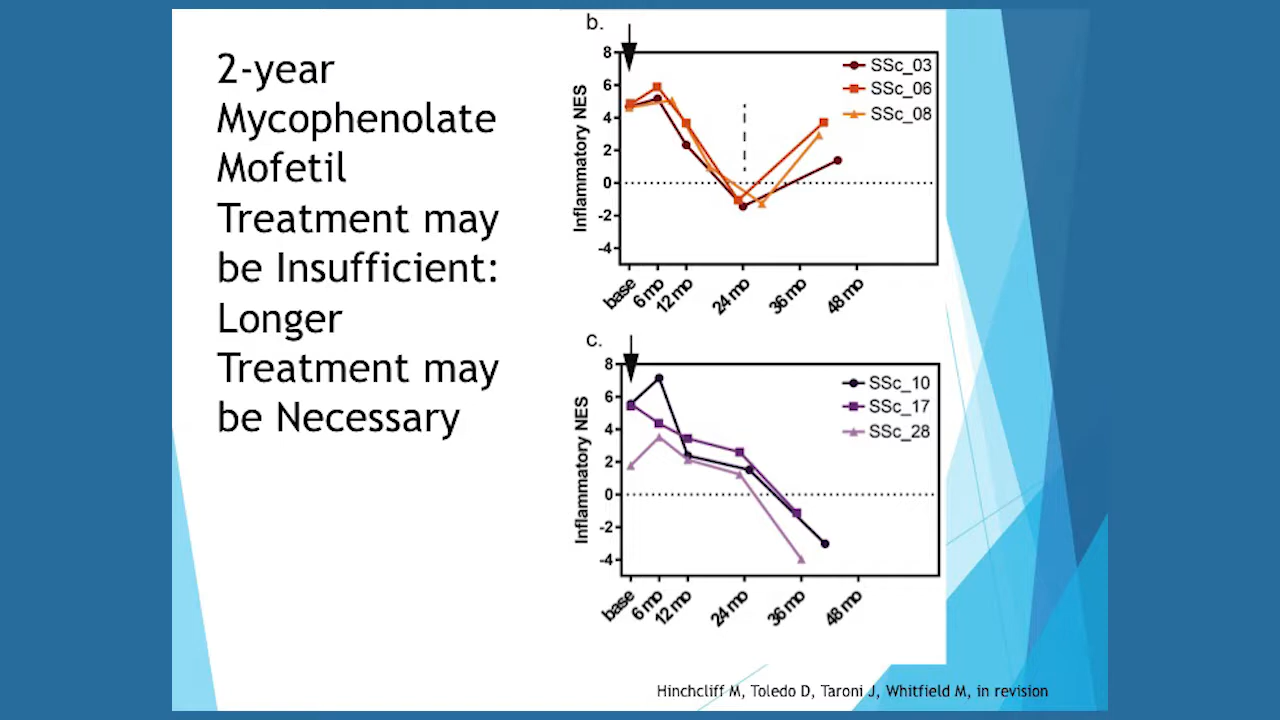 2-year
Mycophenolate
Mofetil
Treatment may
be Insufficient:
Longer
Treatment may
be Necessary
b.
Inflammatory NES
8
6
4
2
0
-2
-4
SSc_03
SSc_06
SSc_08
base 6 mo 12 mo 24 mo 36 mo 48 mo
c.
Inflammatory NES
8
6
4
2
0
-2
-4
SSc_10
SSc_17
SSc_28
base 6 mo 12 mo 24 mo 36 mo 48 mo
Hinchcliff M, Toledo D, Taroni J, Whitfield M, in revision